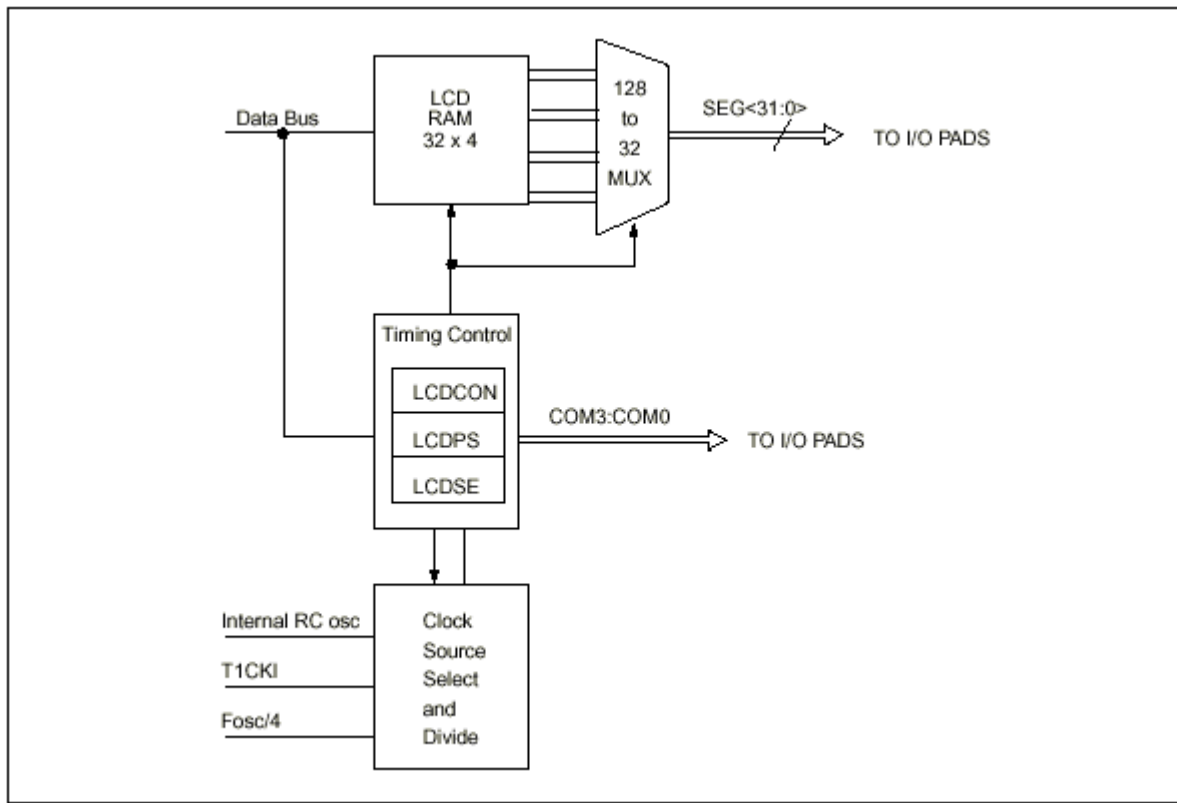 LCD
RAM
32 x 4
128
to
32
MUX
Data Bus
SEG<31:0>
TO I/O PADS
Timing Control
LCDCON
LCDPS
LCDSE
COM3:COM0
TO I/O PADS
Internal RC osc
T1CKI
Fosc/4
Clock
Source
Select
and
Divide